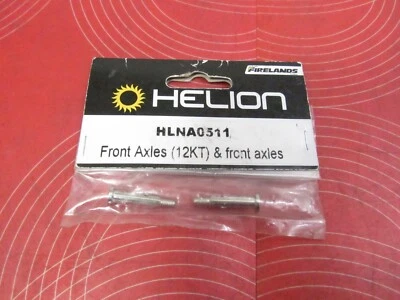 FIRELANDS
HELION
HLNA0511
Front Axles (12KT) & front axles